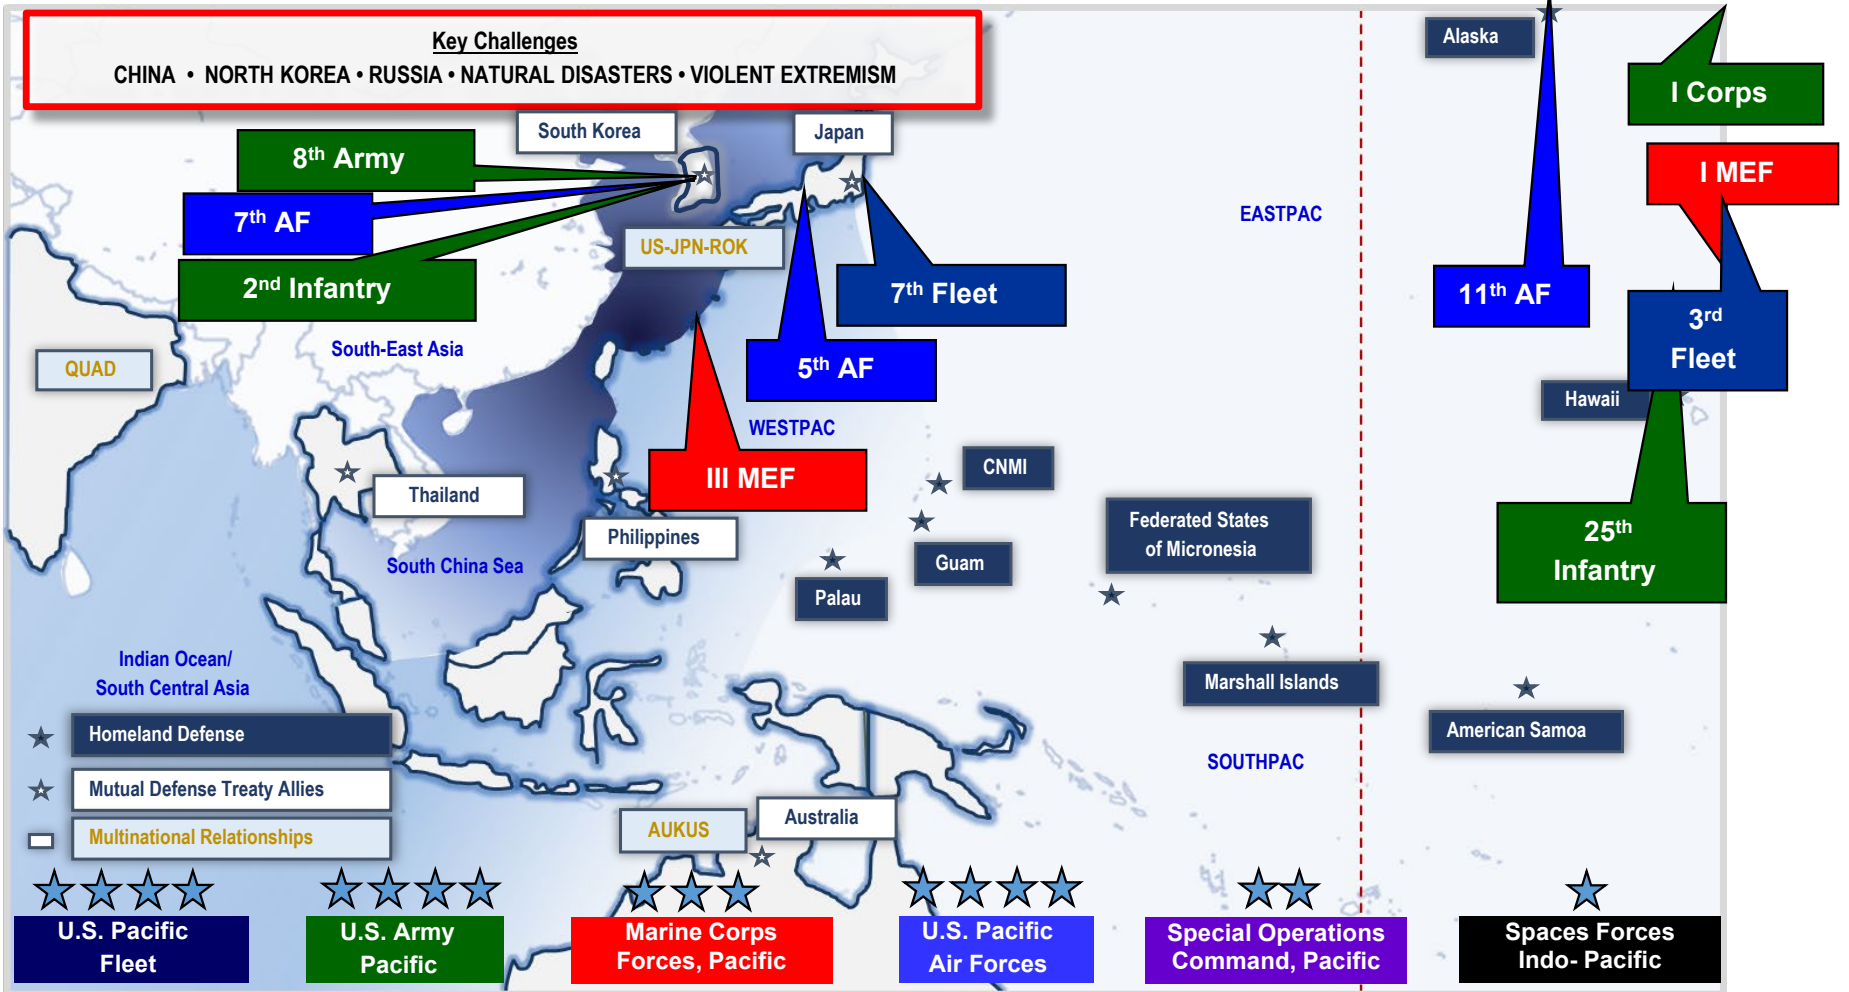 Key Challenges
CHINA • NORTH KOREA • RUSSIA • NATURAL DISASTERS • VIOLENT EXTREMISM
Alaska
I Corps
South Korea
Japan
8th Army
I MEF
7th AF
EASTPAC
US-JPN-ROK
2nd Infantry
7th Fleet
11th AF
3rd
Fleet
South-East Asia
QUAD
5th AF
Hawaii
WESTPAC
III MEF
CNMI
Thailand
Philippines
Federated States
of Micronesia
25th
Infantry
South China Sea
Guam
Palau
Indian Ocean/
South Central Asia
Marshall Islands
American Samoa
SOUTHPAC
Homeland Defense
Mutual Defense Treaty Allies
Multinational Relationships
AUKUS
Australia
U.S. Pacific
Fleet
U.S. Army
Pacific
Marine Corps
Forces, Pacific
U.S. Pacific
Air Forces
Special Operations
Command, Pacific
Spaces Forces
Indo- Pacific